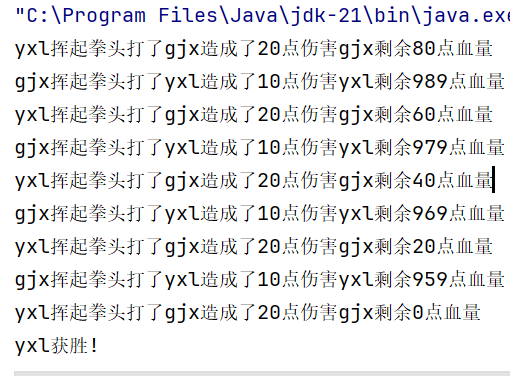 "C:\Program Files\Java\jdk-21\bin\java.exe
yxl挥起拳头打了gjx造成了20点伤害gjx剩余80点血量
gjx挥起拳头打了yxl造成了10点伤害yxl剩余989点血量
yxl挥起拳头打了gjx造成了20点伤害gjx剩余60点血量
gjx挥起拳头打了yxl造成了10点伤害yxl剩余979点血量
yxl挥起拳头打了gjx造成了20点伤害gjx剩余40点血量
gjx挥起拳头打了yxl造成了10点伤害yxl剩余969点血量
yxl挥起拳头打了gjx造成了20点伤害gjx剩余20点血量
gjx挥起拳头打了yxl造成了10点伤害yxl剩余959点血量
yxl挥起拳头打了gjx造成了20点伤害gjx剩余0点血量
yxl获胜!